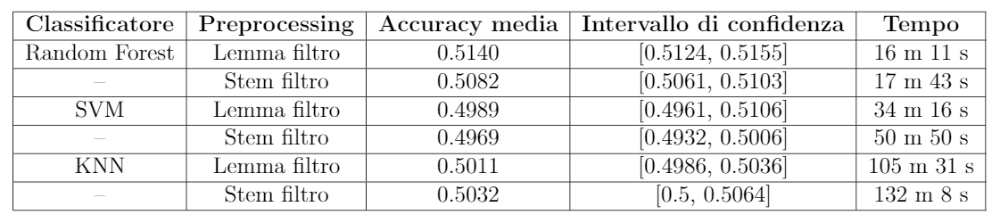 Classificatore Preprocessing Accuracy media Intervallo di confidenza Tempo
Random Forest Lemma filtro 0.5140 [0.5124, 0.5155] 16 m 11 s
– Stem filtro 0.5082 [0.5061, 0.5103] 17 m 43 s
SVM Lemma filtro 0.4989 [0.4961, 0.5106] 34 m 16 s
– Stem filtro 0.4969 [0.4932, 0.5006] 50 m 50 s
KNN Lemma filtro 0.5011 [0.4986, 0.5036] 105 m 31 s
– Stem filtro 0.5032 [0.5, 0.5064] 132 m 8 s